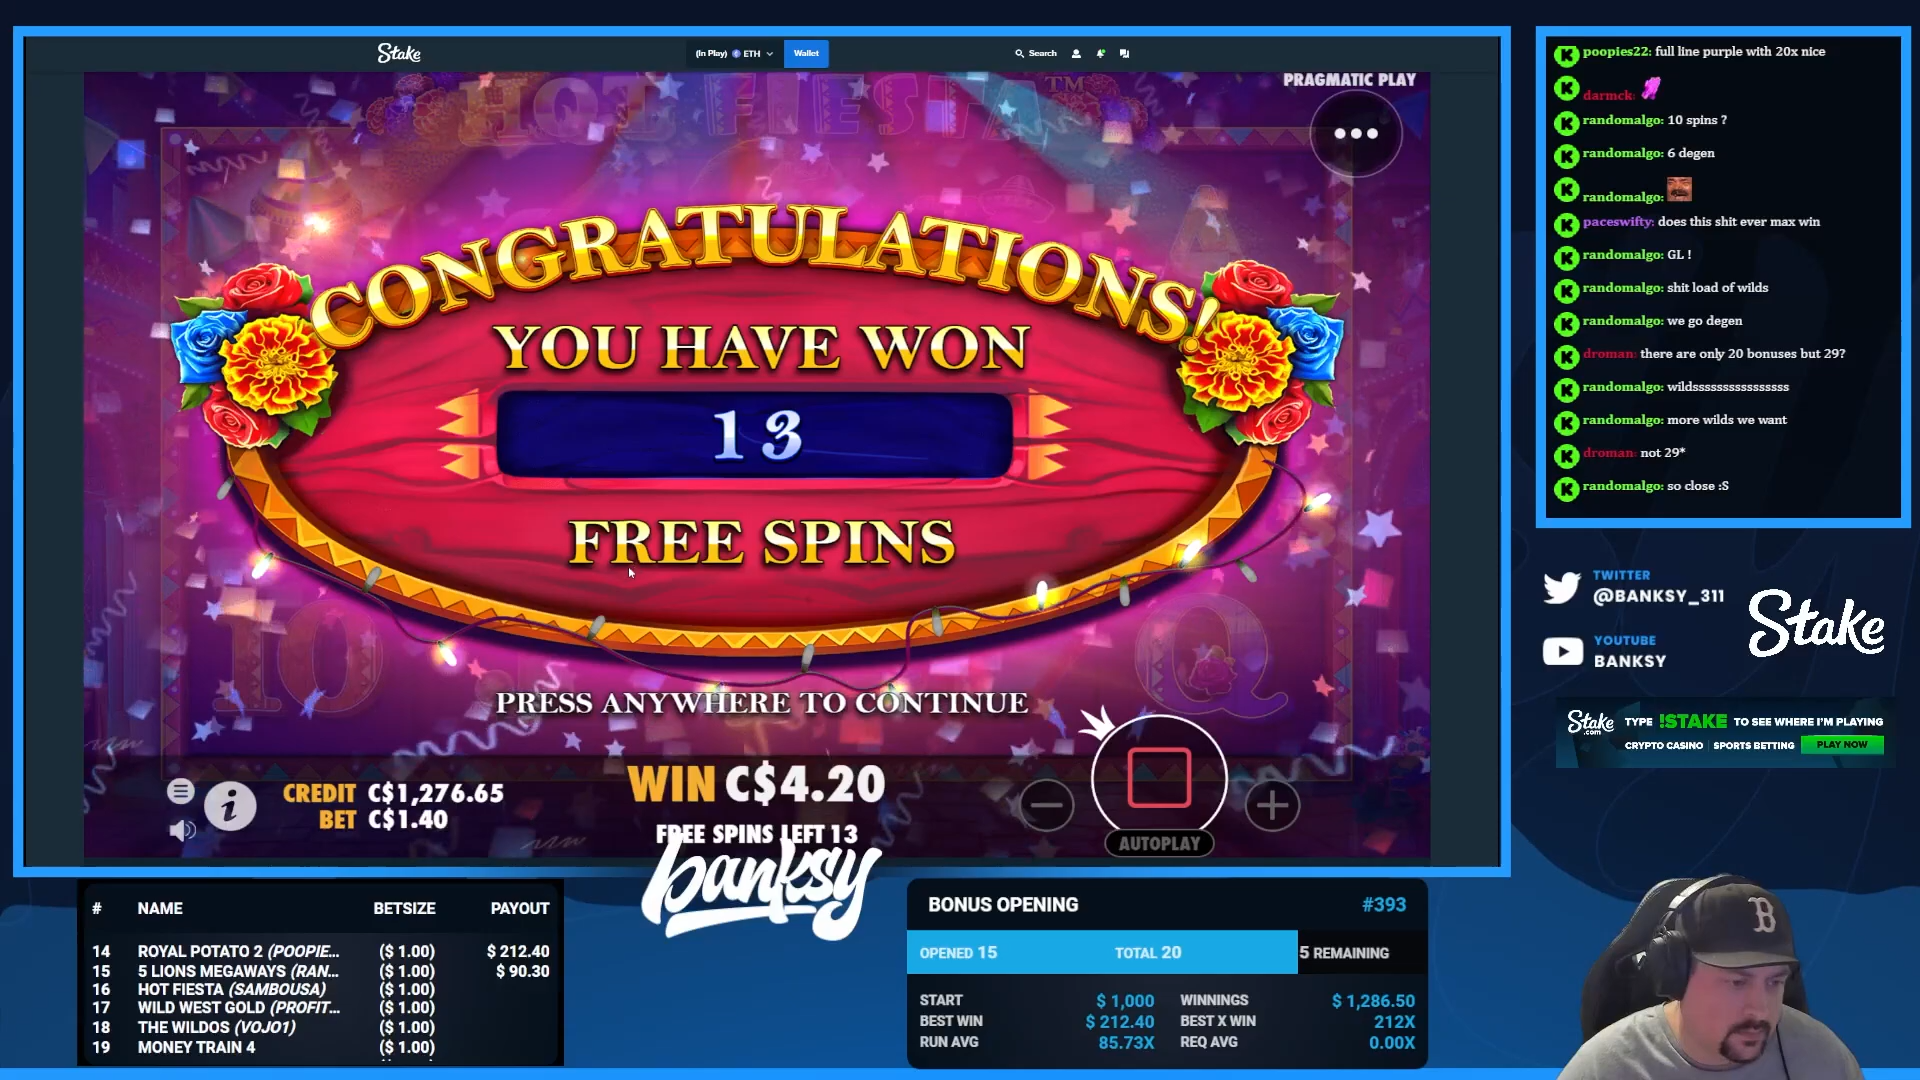 Stake
(In Play) ETH
Wallet
Search
HOT FIESTA™
PRAGMATIC PLAY
CONGRATULATIONS!
YOU HAVE WON
13
FREE SPINS
10
Q
PRESS ANYWHERE TO CONTINUE
CREDIT C$1,276.65
BET C$1.40
WIN C$4.20
FREE SPINS LEFT 13
AUTOPLAY
banksy
poopies22: full line purple with 20x nice
darmck:
randomalgo: 10 spins ?
randomalgo: 6 degen
randomalgo:
paceswifty: does this shit ever max win
randomalgo: GL !
randomalgo: shit load of wilds
randomalgo: we go degen
droman: there are only 20 bonuses but 29?
randomalgo: wildssssssssssssssss
randomalgo: more wilds we want
droman: not 29*
randomalgo: so close :S
TWITTER
@BANKSY_311
YOUTUBE
BANKSY
Stake
Stake.com
TYPE !STAKE TO SEE WHERE I'M PLAYING
CRYPTO CASINO | SPORTS BETTING PLAY NOW
# NAME BETSIZE PAYOUT
14 ROYAL POTATO 2 (POOPIE... ($ 1.00) $ 212.40
15 5 LIONS MEGAWAYS (RAN... ($ 1.00) $ 90.30
16 HOT FIESTA (SAMBOUSA) ($ 1.00)
17 WILD WEST GOLD (PROFIT... ($ 1.00)
18 THE WILDOS (VOJO1) ($ 1.00)
19 MONEY TRAIN 4 ($ 1.00)
BONUS OPENING #393
OPENED 15 TOTAL 20 5 REMAINING
START $ 1,000 WINNINGS $ 1,286.50
BEST WIN $ 212.40 BEST X WIN 212X
RUN AVG 85.73X REQ AVG 0.00X
B